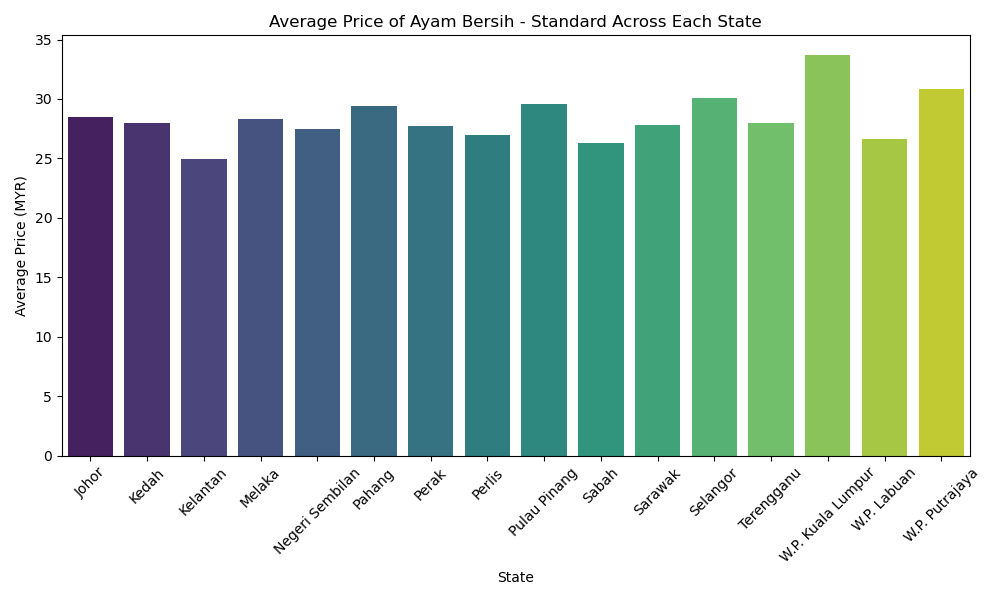 Average Price of Ayam Bersih - Standard Across Each State
Average Price (MYR)
35
30
25
20
15
10
5
0
Johor
Kedah
Kelantan
Melaka
Negeri Sembilan
Pahang
Perak
Perlis
Pulau Pinang
Sabah
Sarawak
Selangor
Terengganu
W.P. Kuala Lumpur
W.P. Labuan
W.P. Putrajaya
State